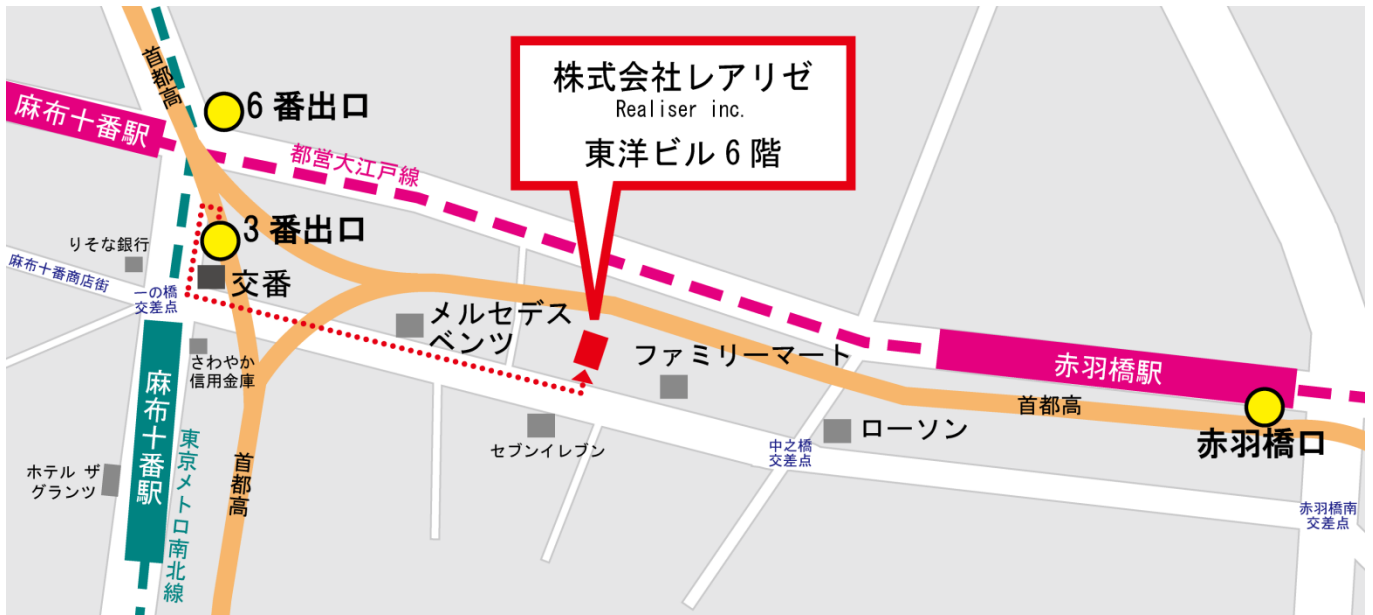 首都高
麻布十番駅
6番出口
都営大江戸線
株式会社レアリゼ
Realiser inc.
東洋ビル6階
3番出口
りそな銀行
麻布十番商店街
交番
一の橋
交差点
メルセデス
ベンツ
さわやか
信用金庫
ファミリーマート
赤羽橋駅
首都高
ローソン
赤羽橋口
麻布十番駅
東京メトロ南北線
首都高
セブンイレブン
中之橋
交差点
ホテル ザ
グランツ
赤羽橋南
交差点